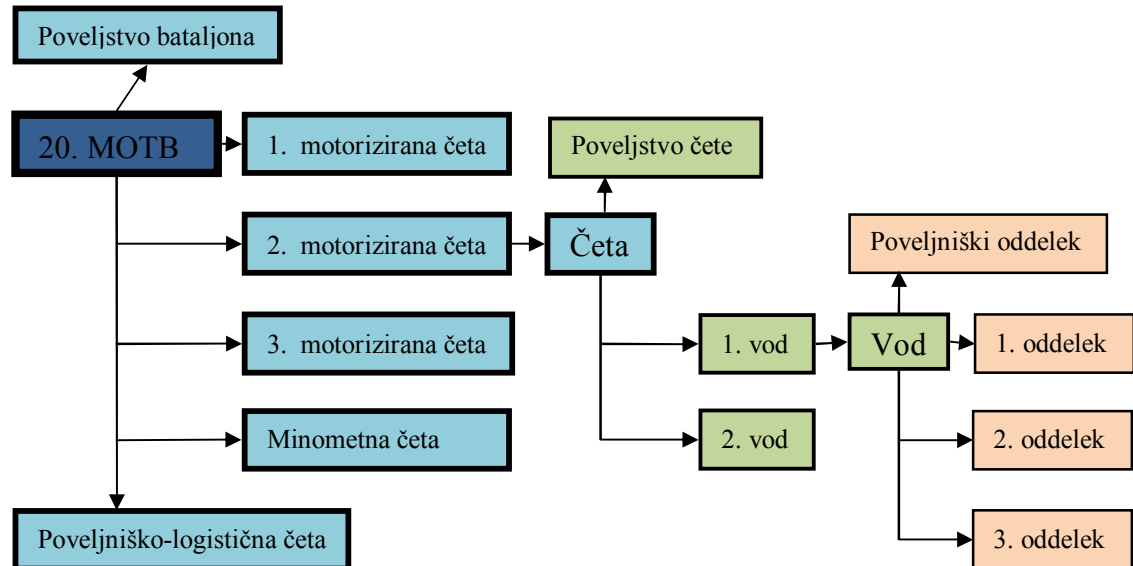 Poveljstvo bataljona
20. MOTB
1. motorizirana četa
Poveljstvo čete
2. motorizirana četa
Četa
Poveljniški oddelek
3. motorizirana četa
1. vod
Vod
1. oddelek
Minometna četa
2. vod
2. oddelek
Poveljniško-logistična četa
3. oddelek